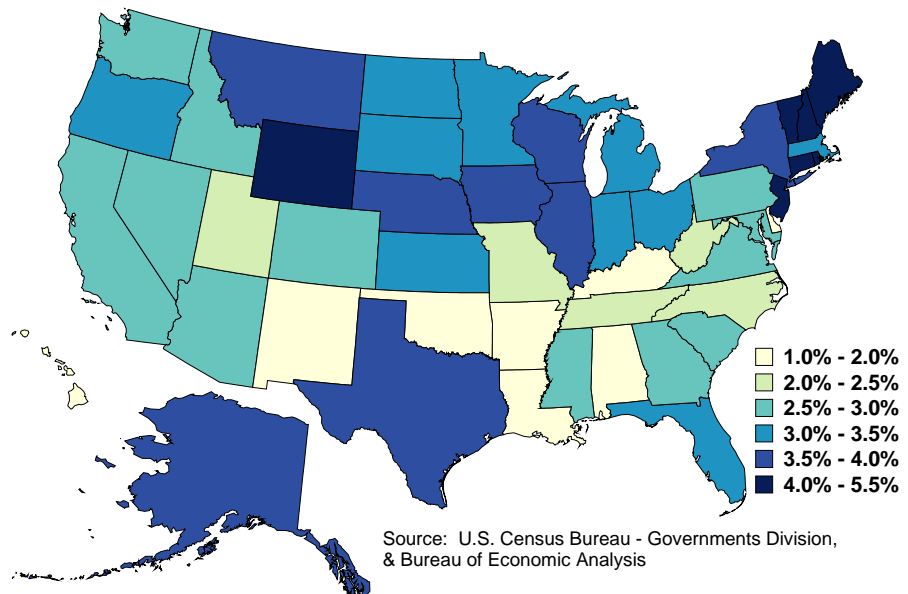 1.0% - 2.0%
2.0% - 2.5%
2.5% - 3.0%
3.0% - 3.5%
3.5% - 4.0%
4.0% - 5.5%
Source:  U.S. Census Bureau - Governments Division,
& Bureau of Economic Analysis